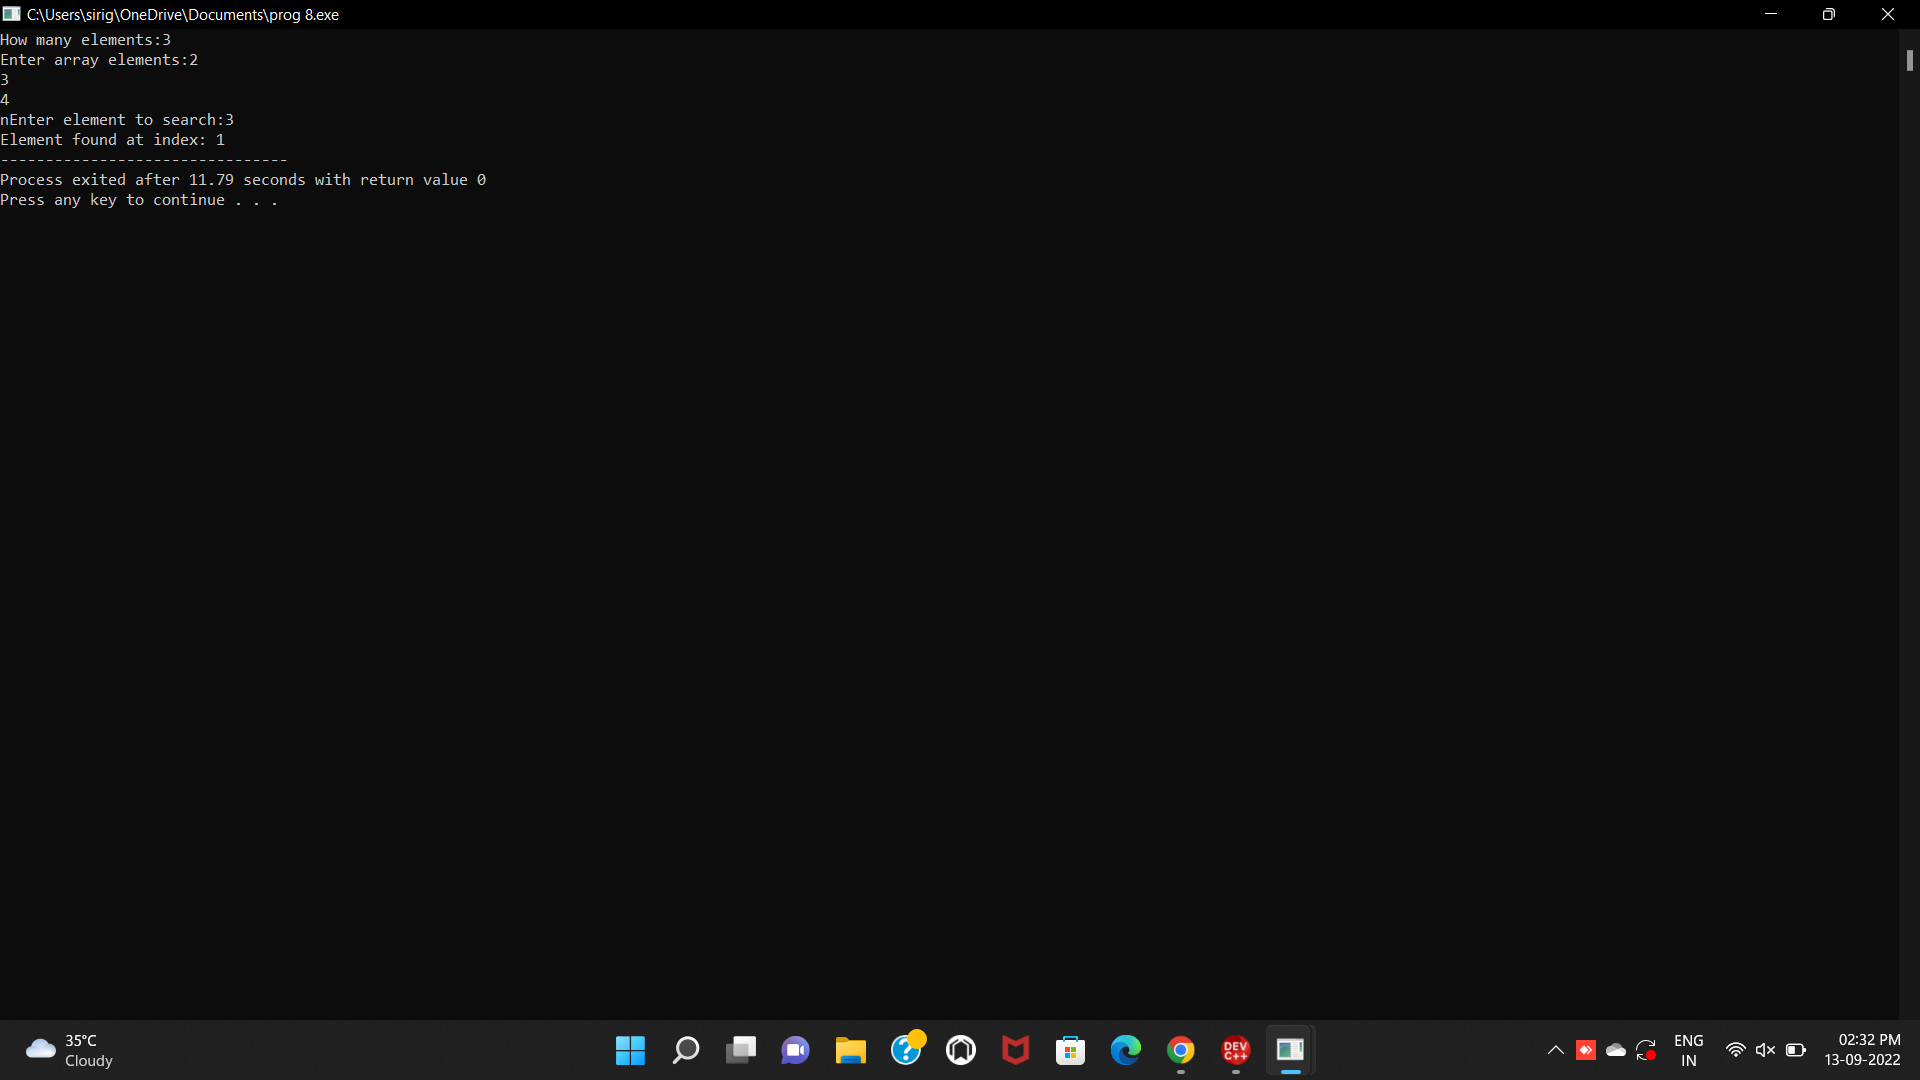 C:\Users\sirig\OneDrive\Documents\prog 8.exe
How many elements:3
Enter array elements:2
3
4
nEnter element to search:3
Element found at index: 1
--------------------------------
Process exited after 11.79 seconds with return value 0
Press any key to continue . . .
35°C
Cloudy
DEV
C++
ENG
IN
02:32 PM
13-09-2022